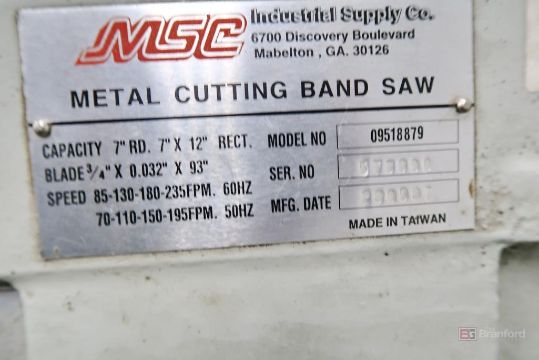 MSC Industrial Supply Co.
6700 Discovery Boulevard
Mabelton , GA. 30126
METAL CUTTING BAND SAW
CAPACITY 7" RD. 7" X 12" RECT.
BLADE 3/4" X 0.032" X 93"
SPEED 85-130-180-235FPM. 60HZ
70-110-150-195FPM. 50HZ
MODEL NO 09518879
SER. NO
MFG. DATE
MADE IN TAIWAN
BG Branford